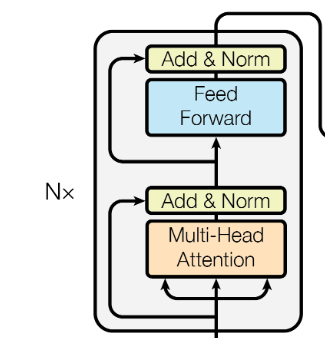 Add & Norm
Feed
Forward
Nx
Add & Norm
Multi-Head
Attention